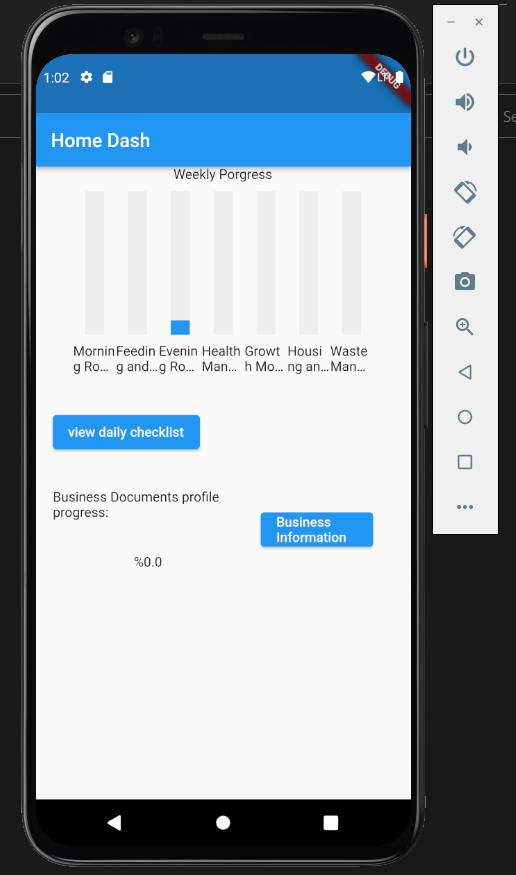 1:02
LTE
DEBUG
Home Dash
Se
Weekly Porgress
Mornin Feedin Evenin Health Growt Housi Waste
g Ro... g and... g Ro... Man... h Mo... ng an... Man...
view daily checklist
Business Documents profile
progress:
Business
Information
%0.0